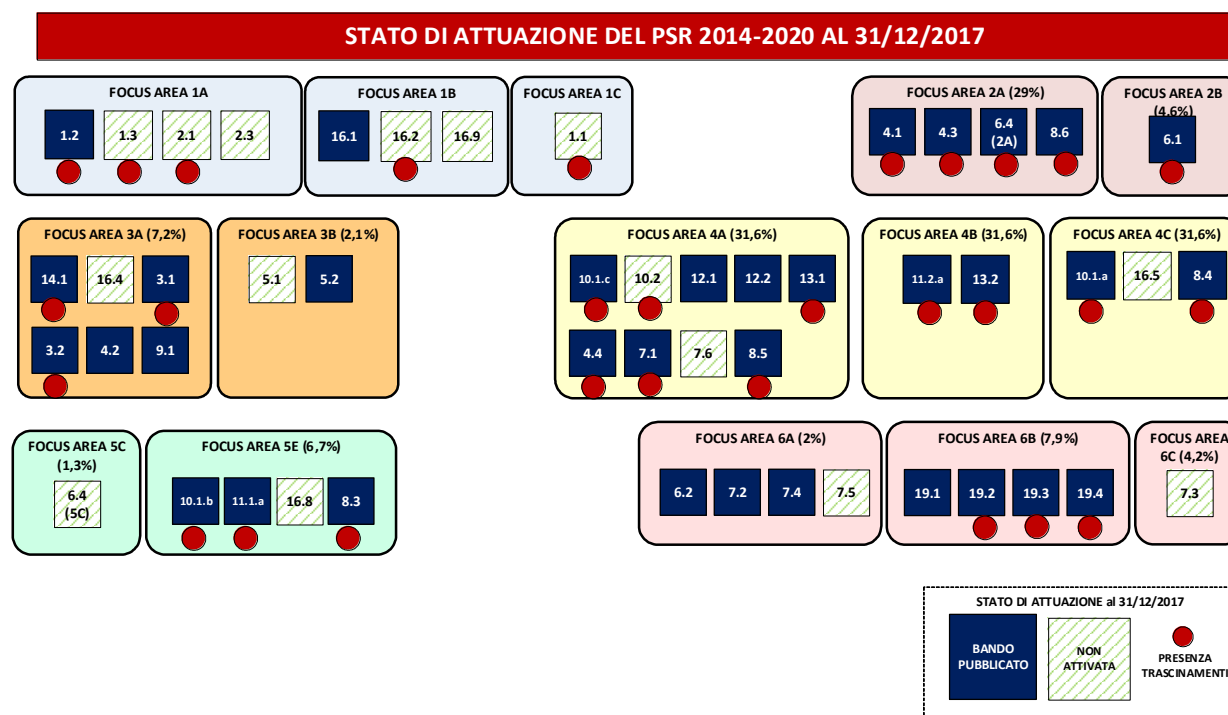 STATO DI ATTUAZIONE DEL PSR 2014-2020 AL 31/12/2017
FOCUS AREA 1A
1.2
1.3
2.1
2.3
FOCUS AREA 1B
16.1
16.2
16.9
FOCUS AREA 1C
1.1
FOCUS AREA 2A (29%)
4.1
4.3
6.4
(2A)
8.6
FOCUS AREA 2B
(4,6%)
6.1
FOCUS AREA 3A (7,2%)
14.1
16.4
3.1
3.2
4.2
9.1
FOCUS AREA 3B (2,1%)
5.1
5.2
FOCUS AREA 4A (31,6%)
10.1.c
10.2
12.1
12.2
13.1
4.4
7.1
7.6
8.5
FOCUS AREA 4B (31,6%)
11.2.a
13.2
FOCUS AREA 4C (31,6%)
10.1.a
16.5
8.4
FOCUS AREA 5C
(1,3%)
6.4
(5C)
FOCUS AREA 5E (6,7%)
10.1.b
11.1.a
16.8
8.3
FOCUS AREA 6A (2%)
6.2
7.2
7.4
7.5
FOCUS AREA 6B (7,9%)
19.1
19.2
19.3
19.4
FOCUS AREA
6C (4,2%)
7.3
STATO DI ATTUAZIONE al 31/12/2017
BANDO
PUBBLICATO
NON
ATTIVATA
PRESENZA
TRASCINAMENTI